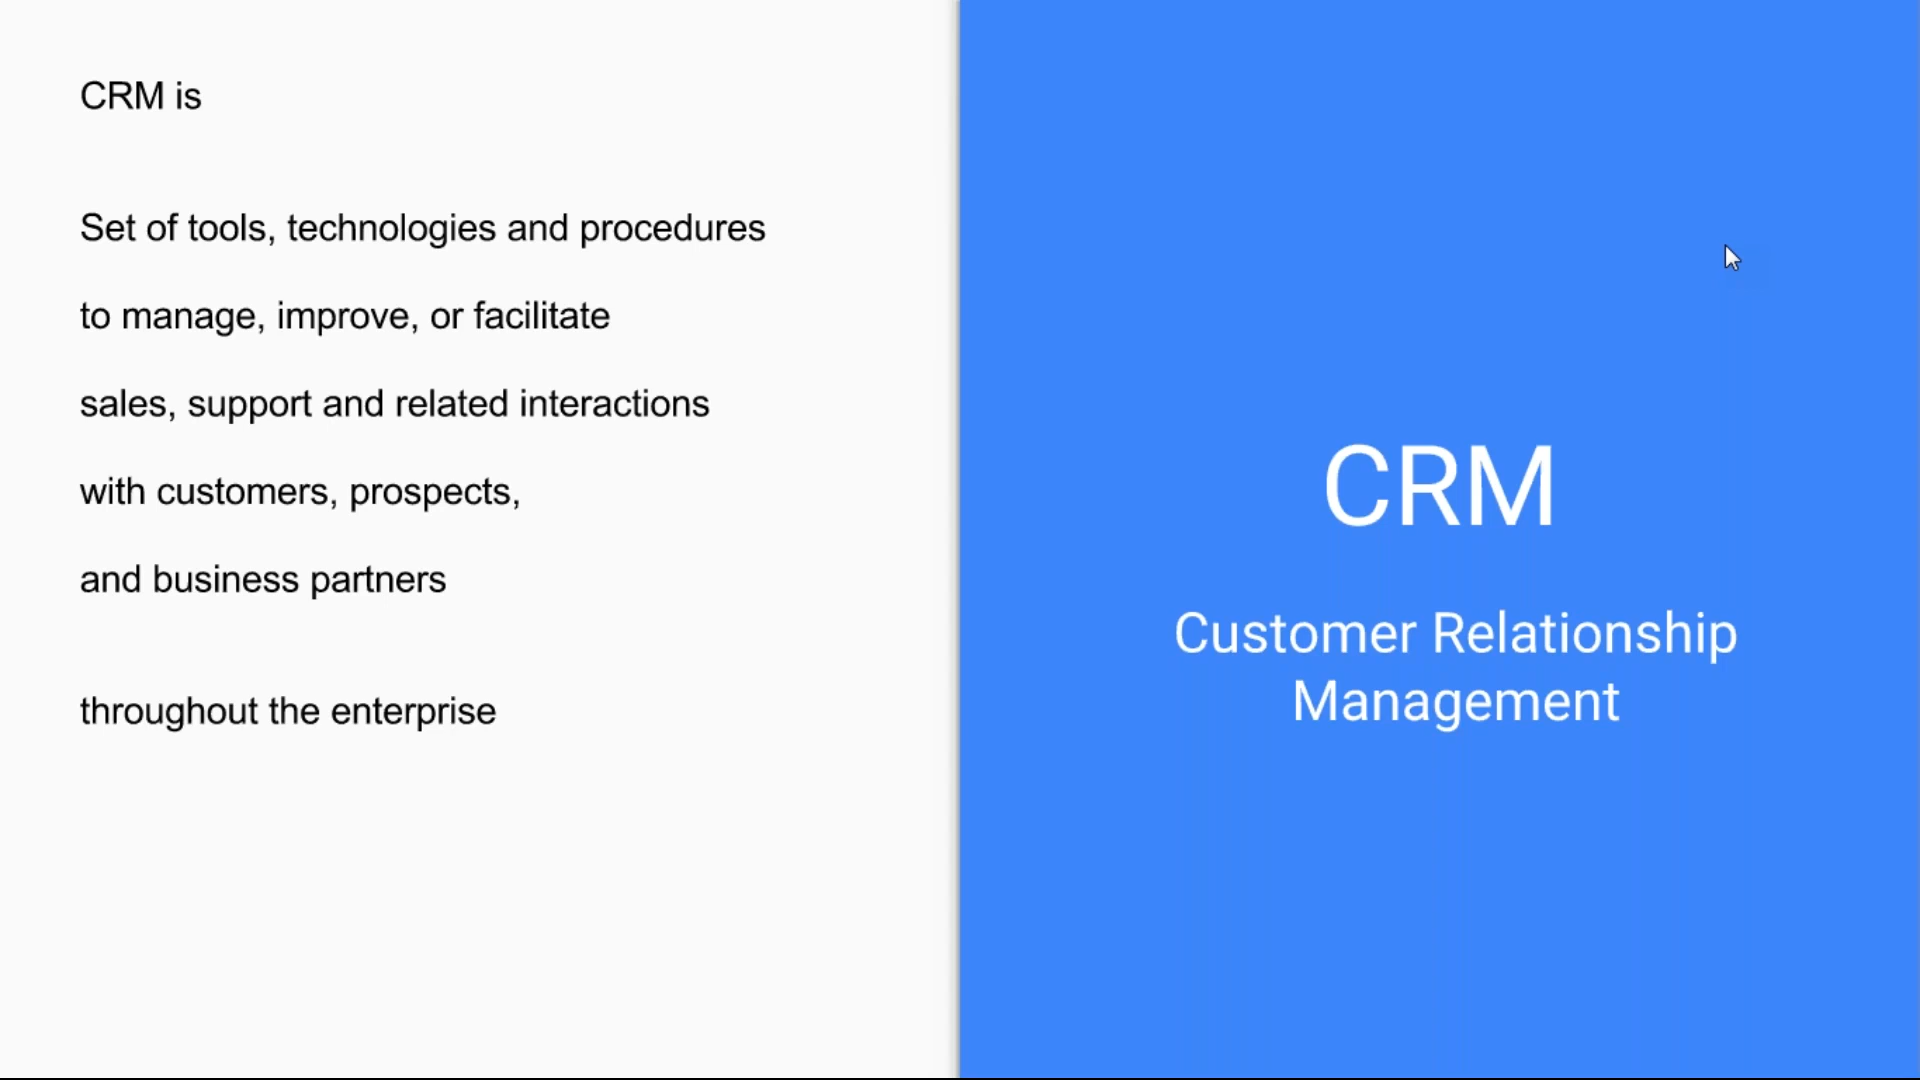 CRM is
Set of tools, technologies and procedures
to manage, improve, or facilitate
sales, support and related interactions
with customers, prospects,
and business partners
throughout the enterprise
CRM
Customer Relationship
Management